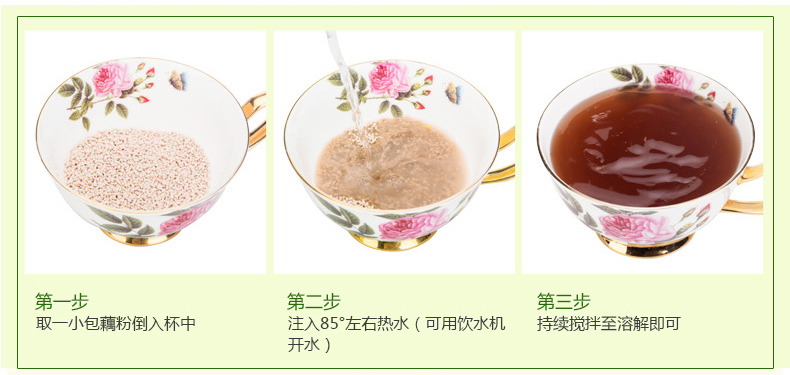 第一步
取一小包藕粉倒入杯中
第二步
注入85°左右热水（可用饮水机
开水）
第三步
持续搅拌至溶解即可